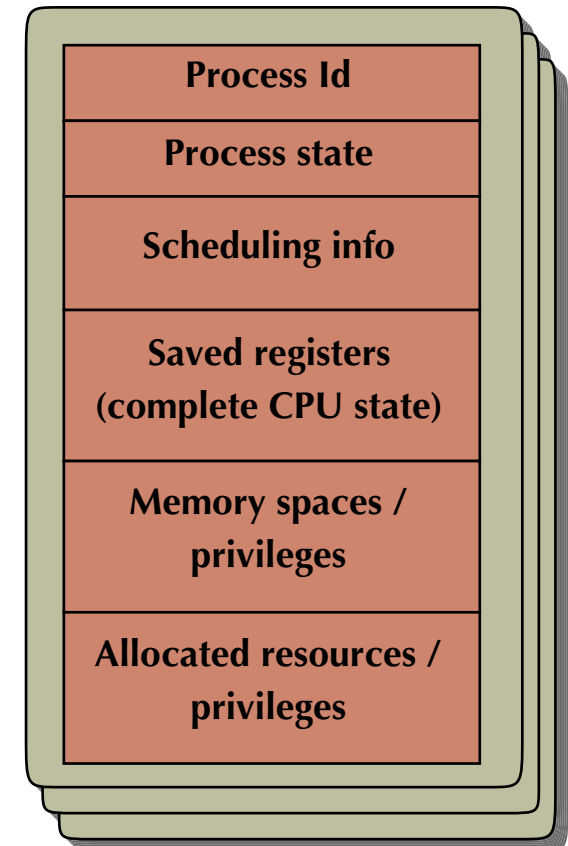 Process Id
Process state
Scheduling info
Saved registers
(complete CPU state)
Memory spaces /
privileges
Allocated resources /
privileges